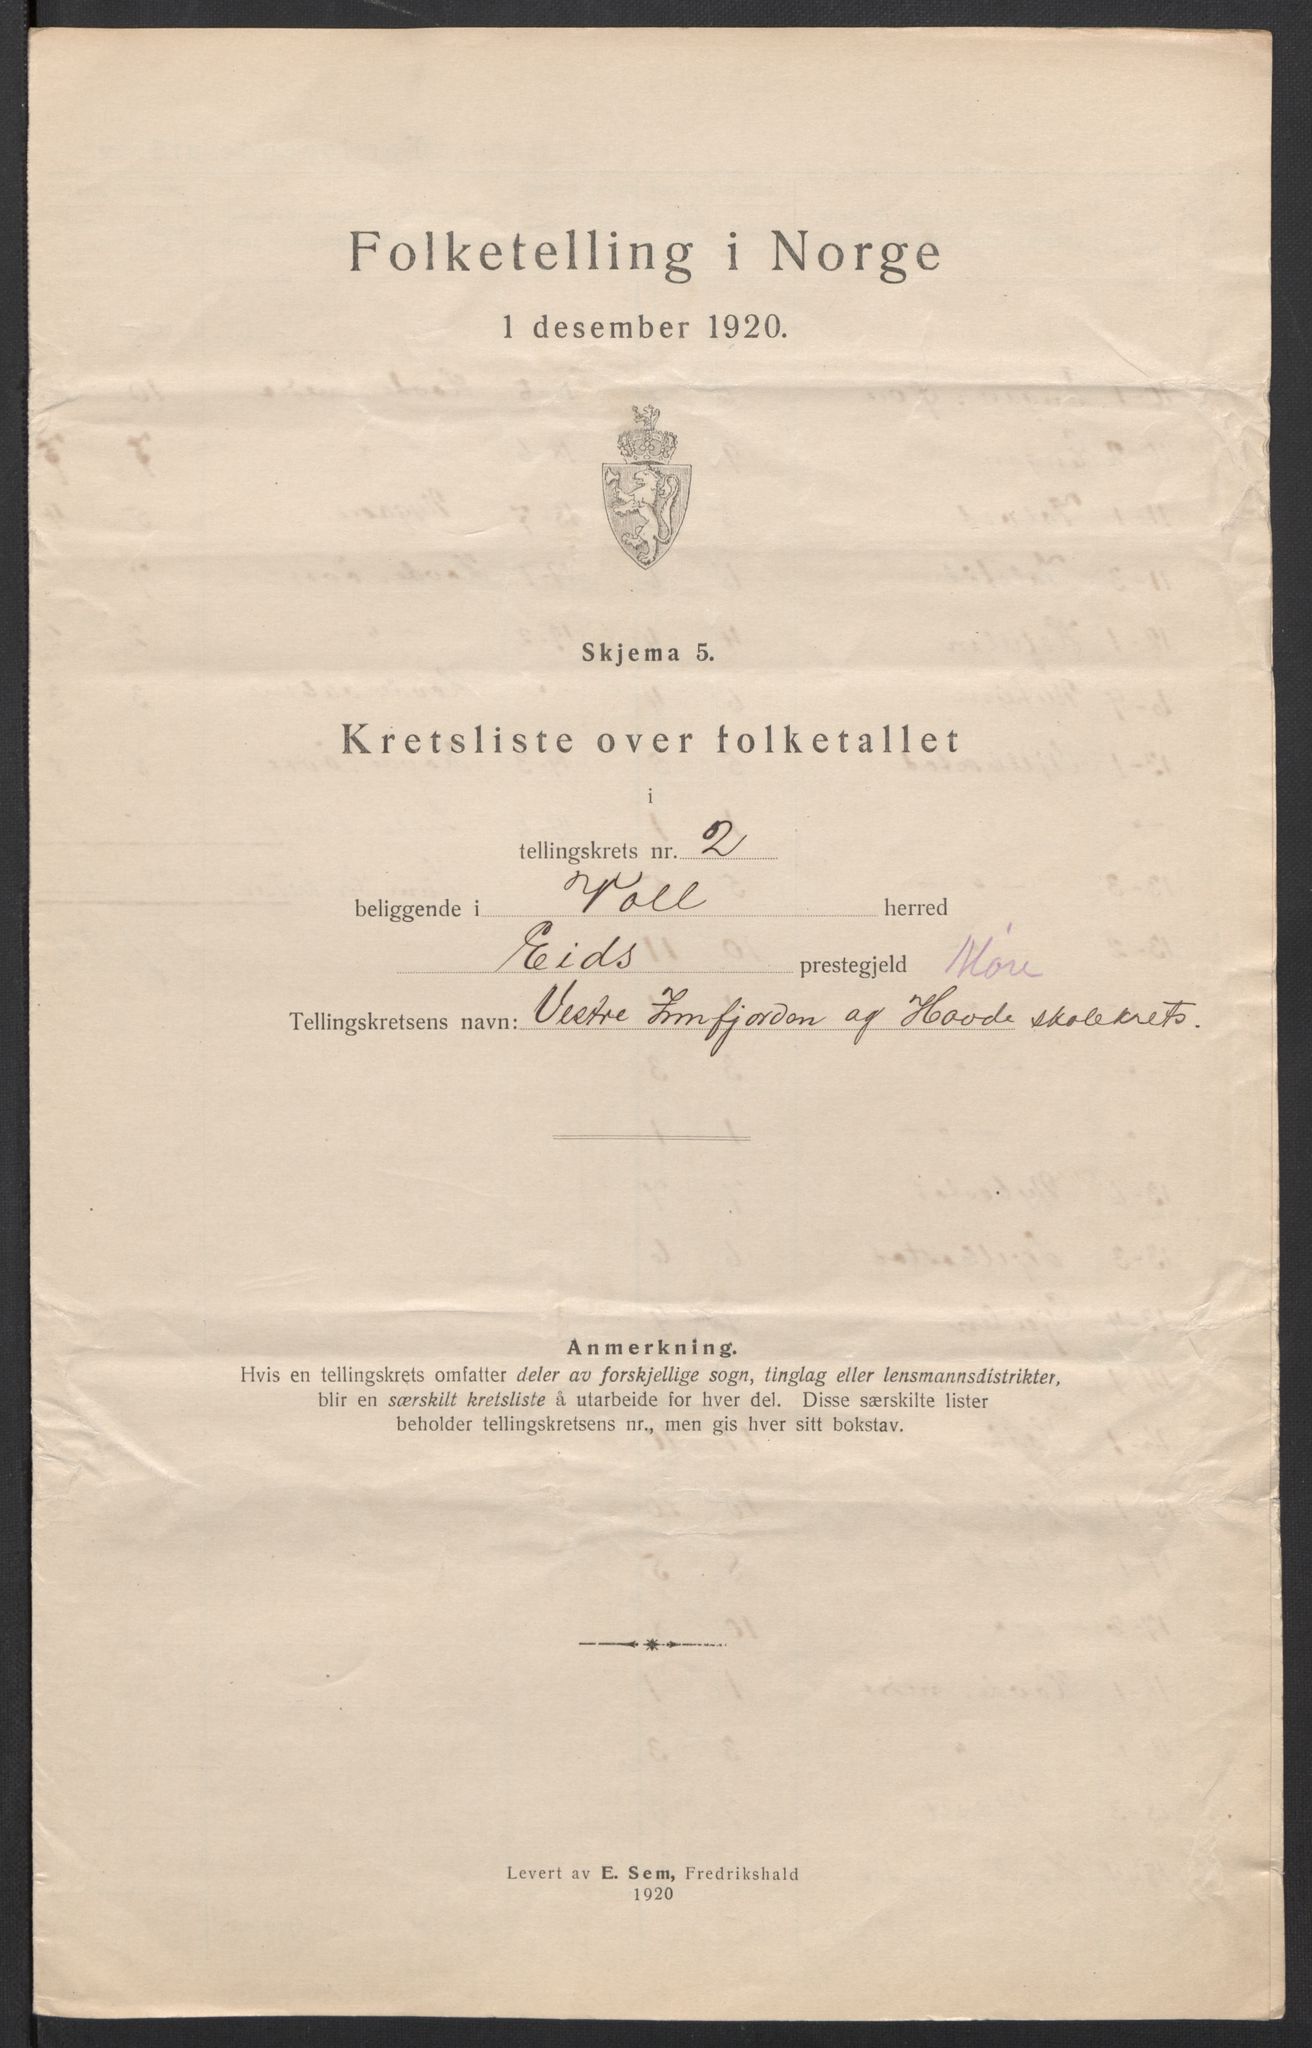 Folketelling i Norge
1 desember 1920.
Skjema 5.
Kretsliste over folketallet
i
tellingskrets nr. 2
beliggende i Voll herred
Eids prestegjeld Møre
Tellingskretsens navn: Vestre Innfjorden og Hovde skolekrets.
Anmerkning.
Hvis en tellingskrets omfatter deler av forskjellige sogn, tinglag eller lensmannsdistrikter,
blir en særskilt kretsliste å utarbeide for hver del. Disse særskilte lister
beholder tellingskretsens nr., men gis hver sitt bokstav.
Levert av E. Sem, Fredrikshald
1920